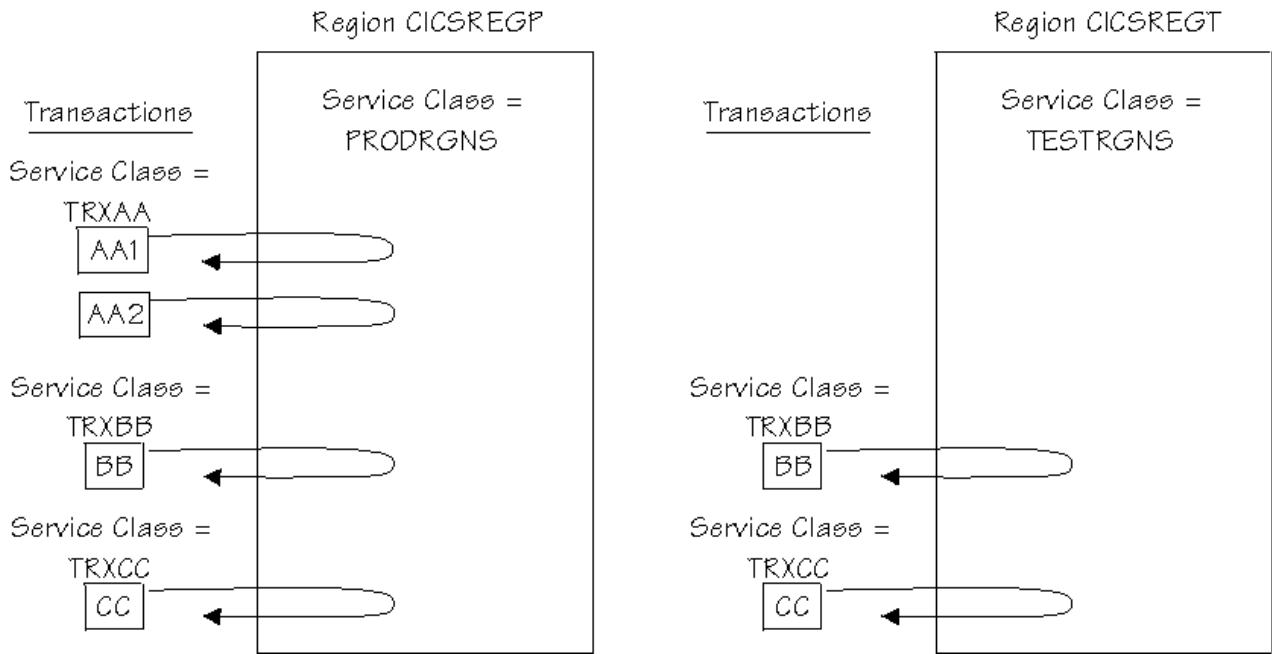 Region CICSREGP
Transactions
Service Class =
PRODRGNS
Service Class =
TRXAA
AA1
AA2
Service Class =
TRXBB
BB
Service Class =
TRXCC
CC
Region CICSREGT
Transactions
Service Class =
TESTRGNS
Service Class =
TRXBB
BB
Service Class =
TRXCC
CC